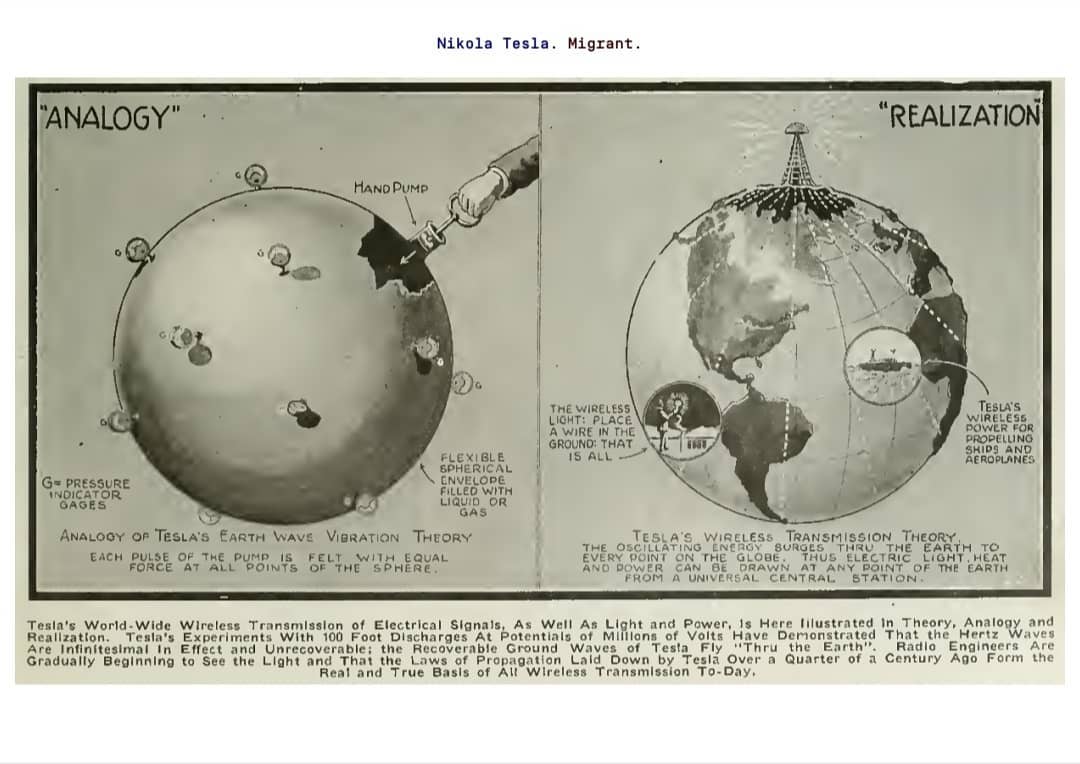 Nikola Tesla. Migrant.
"ANALOGY"
HAND PUMP
G= PRESSURE
INDICATOR
GAGES
FLEXIBLE
SPHERICAL
ENVELOPE
FILLED WITH
LIQUID OR
GAS
ANALOGY OF TESLA'S EARTH WAVE VIBRATION THEORY
EACH PULSE OF THE PUMP IS FELT WITH EQUAL
FORCE AT ALL POINTS OF THE SPHERE.
"REALIZATION"
THE WIRELESS
LIGHT: PLACE
A WIRE IN THE
GROUND: THAT
IS ALL
TESLA'S
WIRELESS
POWER FOR
PROPELLING
SHIPS AND
AEROPLANES
TESLA'S WIRELESS TRANSMISSION THEORY.
THE OSCILLATING ENERGY SURGES THRU THE EARTH TO
EVERY POINT ON THE GLOBE. THUS ELECTRIC LIGHT, HEAT
AND POWER CAN BE DRAWN AT ANY POINT OF THE EARTH
FROM A UNIVERSAL CENTRAL STATION.
Tesla's World-Wide Wireless Transmission of Electrical Signals, As Well As Light and Power, Is Here Illustrated In Theory, Analogy and
Realization. Tesla's Experiments With 100 Foot Discharges At Potentials of Millions of Volts Have Demonstrated That the Hertz Waves
Are Infinitesimal In Effect and Unrecoverable; the Recoverable Ground Waves of Tesla Fly "Thru the Earth". Radio Engineers Are
Gradually Beginning to See the Light and That the Laws of Propagation Laid Down by Tesla Over a Quarter of a Century Ago Form the
Real and True Basis of All Wireless Transmission To-Day.